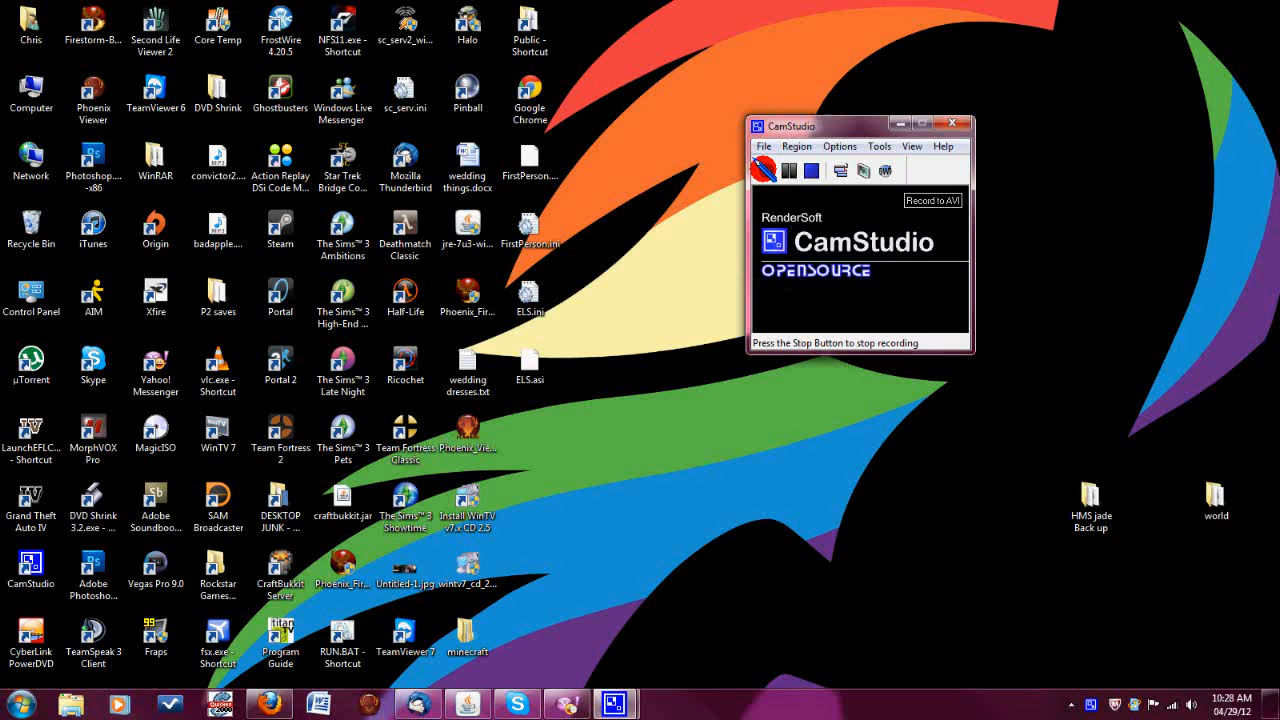 Chris
Firestorm-B...
Second Life
Viewer 2
Core Temp
FrostWire
4.20.5
NFS11.exe -
Shortcut
sc_serv2_wi...
Halo
Public -
Shortcut
Computer
Phoenix
Viewer
TeamViewer 6
DVD Shrink
Ghostbusters
Windows Live
Messenger
sc_serv.ini
Pinball
Google
Chrome
Network
Photoshop....
-x86
WinRAR
convictor2....
Action Replay
DSi Code M...
Star Trek
Bridge Co...
Mozilla
Thunderbird
wedding
things.docx
FirstPerson....
Recycle Bin
iTunes
Origin
badapple....
Steam
The Sims™ 3
Ambitions
Deathmatch
Classic
jre-7u3-wi...
FirstPerson.ini
Control Panel
AIM
Xfire
P2 saves
Portal
The Sims™ 3
High-End ...
Half-Life
Phoenix_Fir...
ELS.ini
µTorrent
Skype
Yahoo!
Messenger
vlc.exe -
Shortcut
Portal 2
The Sims™ 3
Late Night
Ricochet
wedding
dresses.txt
ELS.asi
LaunchEFLC...
- Shortcut
MorphVOX
Pro
MagicISO
WinTV 7
Team Fortress
2
The Sims™ 3
Pets
Team Fortress
Classic
Phoenix_Vie...
Grand Theft
Auto IV
DVD Shrink
3.2.exe - ...
Adobe
Soundboo...
SAM
Broadcaster
DESKTOP
JUNK - ...
craftbukkit.jar
The Sims™ 3
Showtime
Install WinTV
v7.x CD 2.5
HMS jade
Back up
world
CamStudio
Adobe
Photosho...
Vegas Pro 9.0
Rockstar
Games...
CraftBukkit
Server
Phoenix_Fir...
Untitled-1.jpg
wintv7_cd_2...
CyberLink
PowerDVD
TeamSpeak 3
Client
99
Fraps
fsx.exe -
Shortcut
titan
TV
Program
Guide
RUN.BAT -
Shortcut
TeamViewer 7
minecraft
CamStudio
File Region Options Tools View Help
Record to AVI
RenderSoft
CamStudio
OPENSOURCE
Press the Stop Button to stop recording
10:28 AM
04/29/12